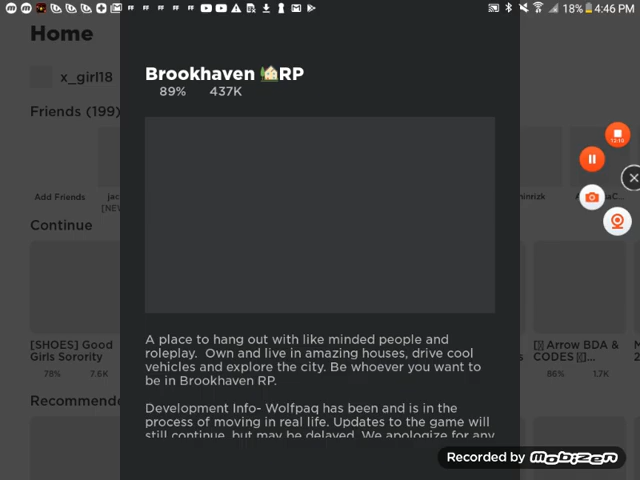 18% 4:46 PM
Home
Brookhaven 🏡RP
89% 437K
x_girl18
Friends (199)
Add Friends
Continue
[SHOES] Good
Girls Sorority
78% 7.6K
Arrow BDA &
CODES
86% 1.7K
A place to hang out with like minded people and
roleplay. Own and live in amazing houses, drive cool
vehicles and explore the city. Be whoever you want to
be in Brookhaven RP.
Development Info- Wolfpaq has been and is in the
process of moving in real life. Updates to the game will
still continue, but may be delayed. We apologize for any
Recommende
Recorded by Mobizen